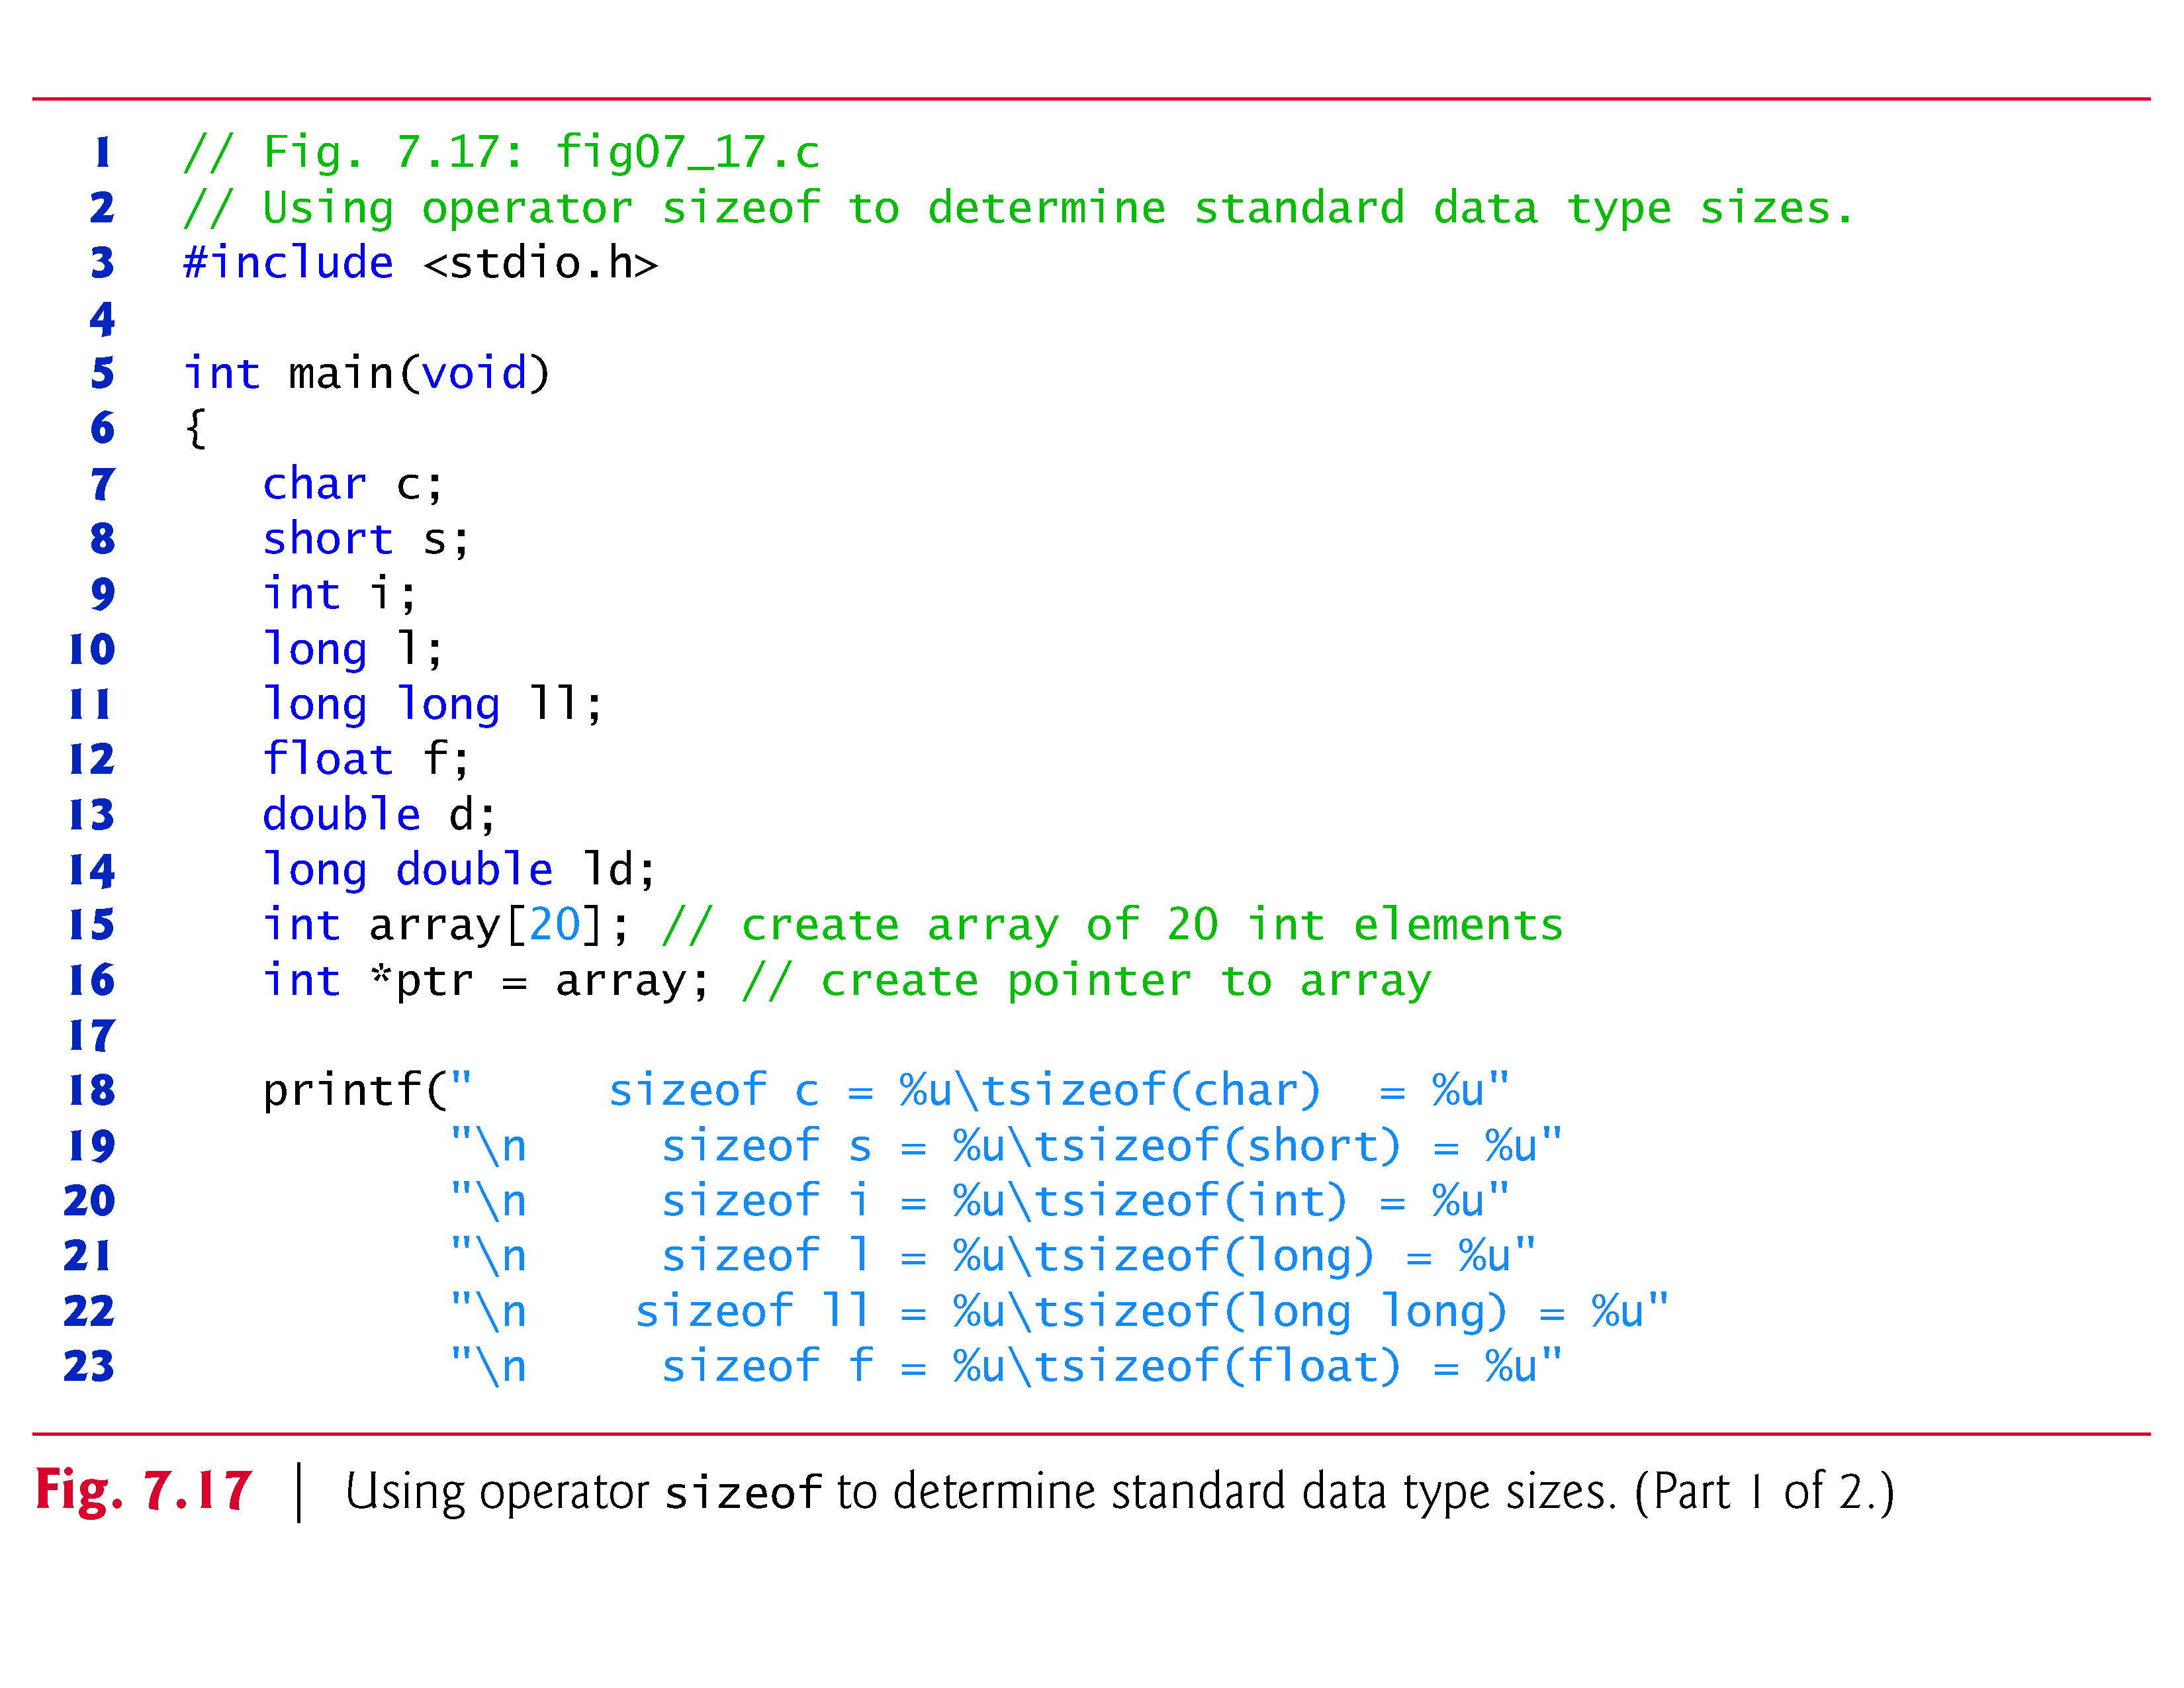 1 // Fig. 7.17: fig07_17.c
2 // Using operator sizeof to determine standard data type sizes.
3 #include <stdio.h>
4
5 int main(void)
6 {
7    char c;
8    short s;
9    int i;
10    long l;
11    long long ll;
12    float f;
13    double d;
14    long double ld;
15    int array[20]; // create array of 20 int elements
16    int *ptr = array; // create pointer to array
17
18    printf("     sizeof c = %u\tsizeof(char)  = %u"
19           "\n     sizeof s = %u\tsizeof(short) = %u"
20           "\n     sizeof i = %u\tsizeof(int) = %u"
21           "\n     sizeof l = %u\tsizeof(long) = %u"
22           "\n    sizeof ll = %u\tsizeof(long long) = %u"
23           "\n     sizeof f = %u\tsizeof(float) = %u"
Fig. 7.17 | Using operator sizeof to determine standard data type sizes. (Part 1 of 2.)